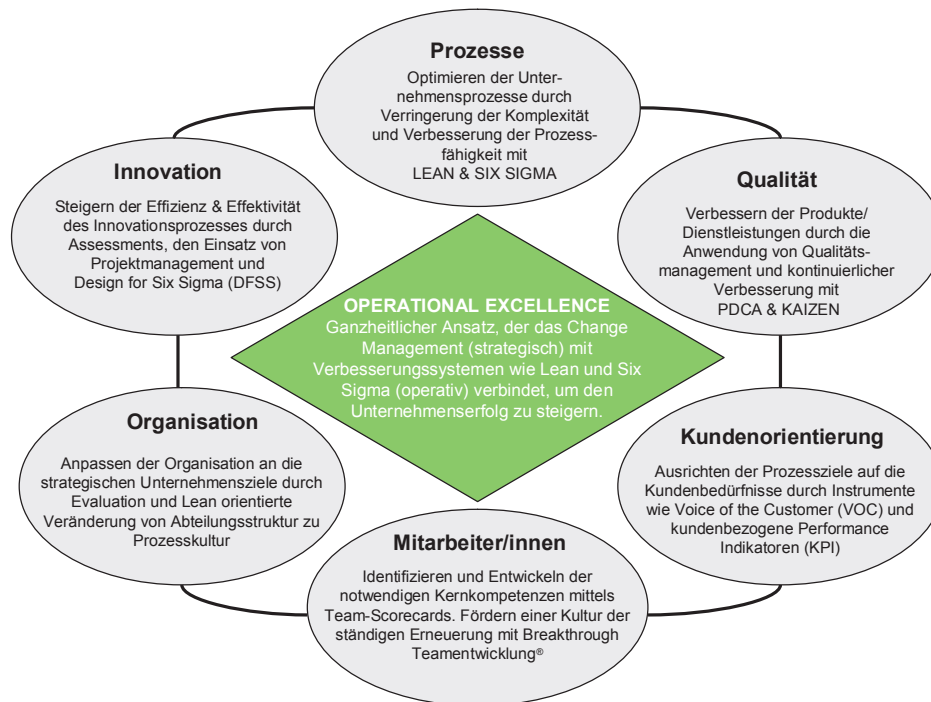 Prozesse
Optimieren der Unter-
nehmensprozesse durch
Verringerung der Komplexität
und Verbesserung der Prozess-
fähigkeit mit
LEAN & SIX SIGMA
Innovation
Steigern der Effizienz & Effektivität
des Innovationsprozesses durch
Assessments, den Einsatz von
Projektmanagement und
Design for Six Sigma (DFSS)
Qualität
Verbessern der Produkte/
Dienstleistungen durch die
Anwendung von Qualitäts-
management und kontinuierlicher
Verbesserung mit
PDCA & KAIZEN
OPERATIONAL EXCELLENCE
Ganzheitlicher Ansatz, der das Change
Management (strategisch) mit
Verbesserungssystemen wie Lean und Six
Sigma (operativ) verbindet, um den
Unternehmenserfolg zu steigern.
Organisation
Anpassen der Organisation an die
strategischen Unternehmensziele durch
Evaluation und Lean orientierte
Veränderung von Abteilungsstruktur zu
Prozesskultur
Kundenorientierung
Ausrichten der Prozessziele auf die
Kundenbedürfnisse durch Instrumente
wie Voice of the Customer (VOC) und
kundenbezogene Performance
Indikatoren (KPI)
Mitarbeiter/innen
Identifizieren und Entwickeln der
notwendigen Kernkompetenzen mittels
Team-Scorecards. Fördern einer Kultur der
ständigen Erneuerung mit Breakthrough
Teamentwicklung®